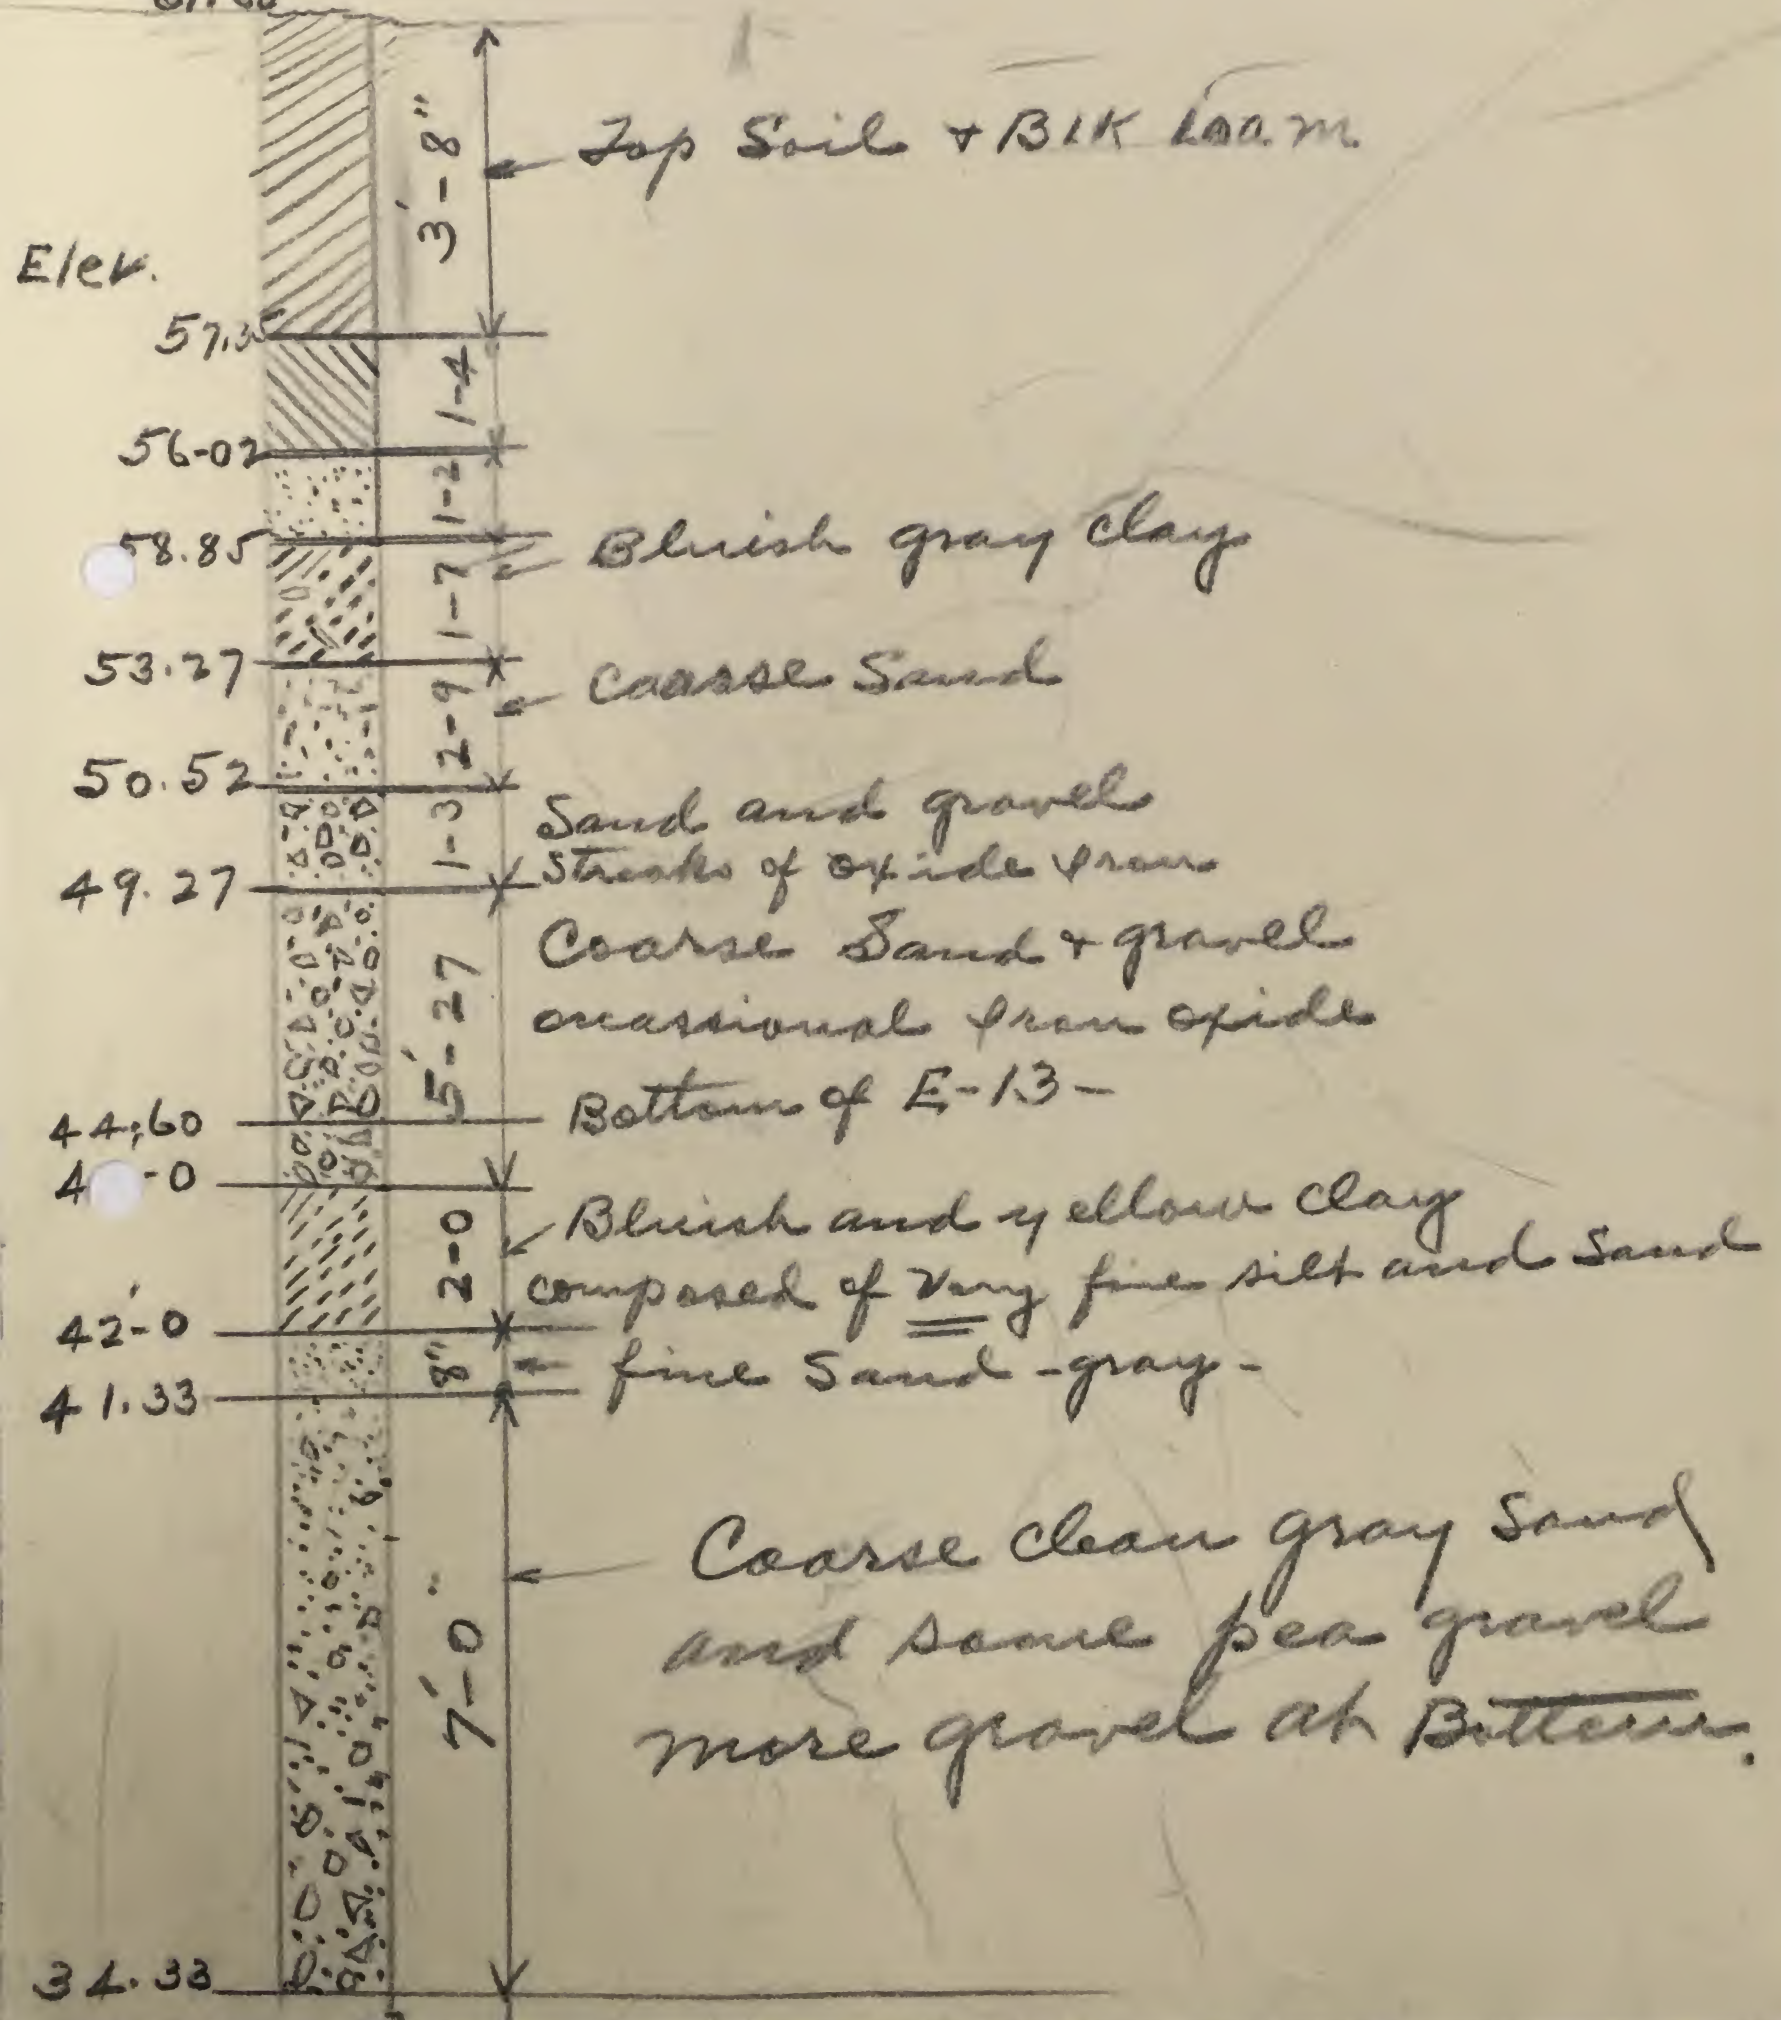 3'-8"
Top Soil + BLK Loam.
Elev.
57.35
1-4
56-02
1-2
58.85
Bluish gray clay
1-7
53.27
Coarse Sand
2-9
50.52
Sand and gravel
1-3
Streaks of oxide iron
49.27
Coarse Sand + gravel
5'-27
ocassional iron oxide
Bottom of E-13-
44.60
4 -0
Bluish and yellow clay
2-0
composed of Very fine silt and Sand
42'-0
8"
fine Sand -gray-
41.33
Coarse clean gray Sand
7'-0"
and some pea gravel
more gravel at Bottom.
34.33